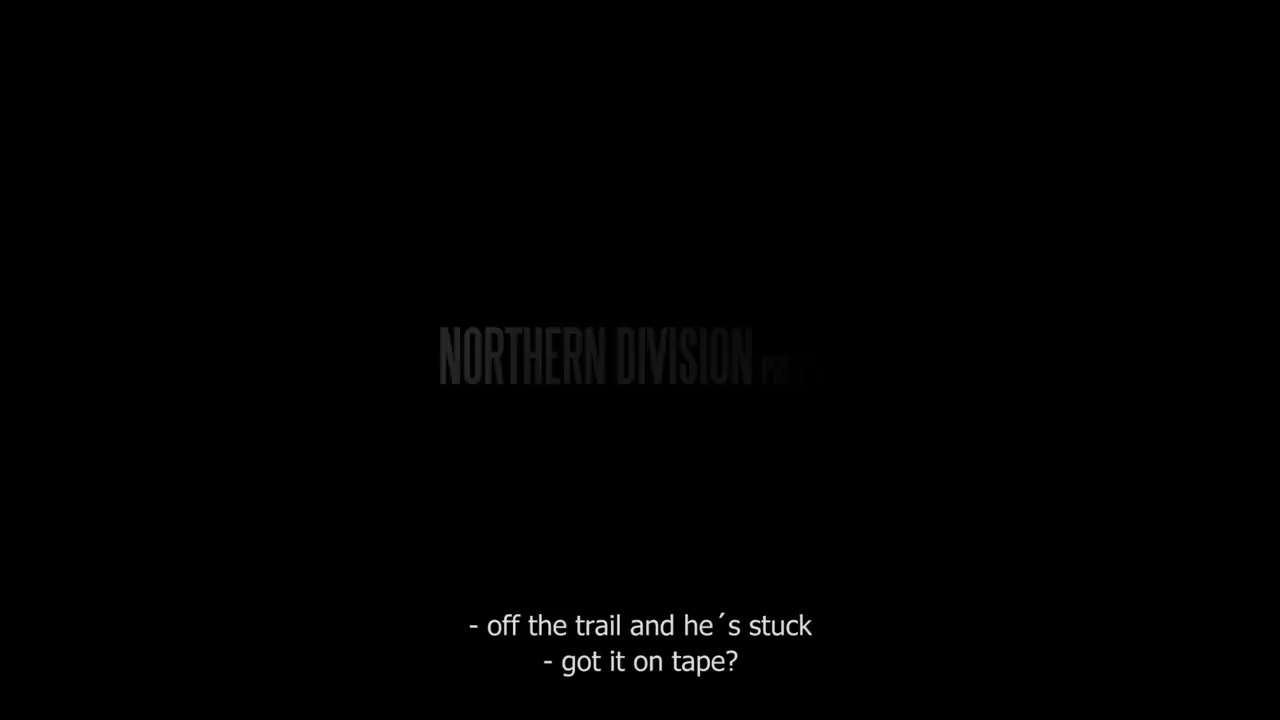 NORTHERN DIVISION
- off the trail and he´s stuck
- got it on tape?